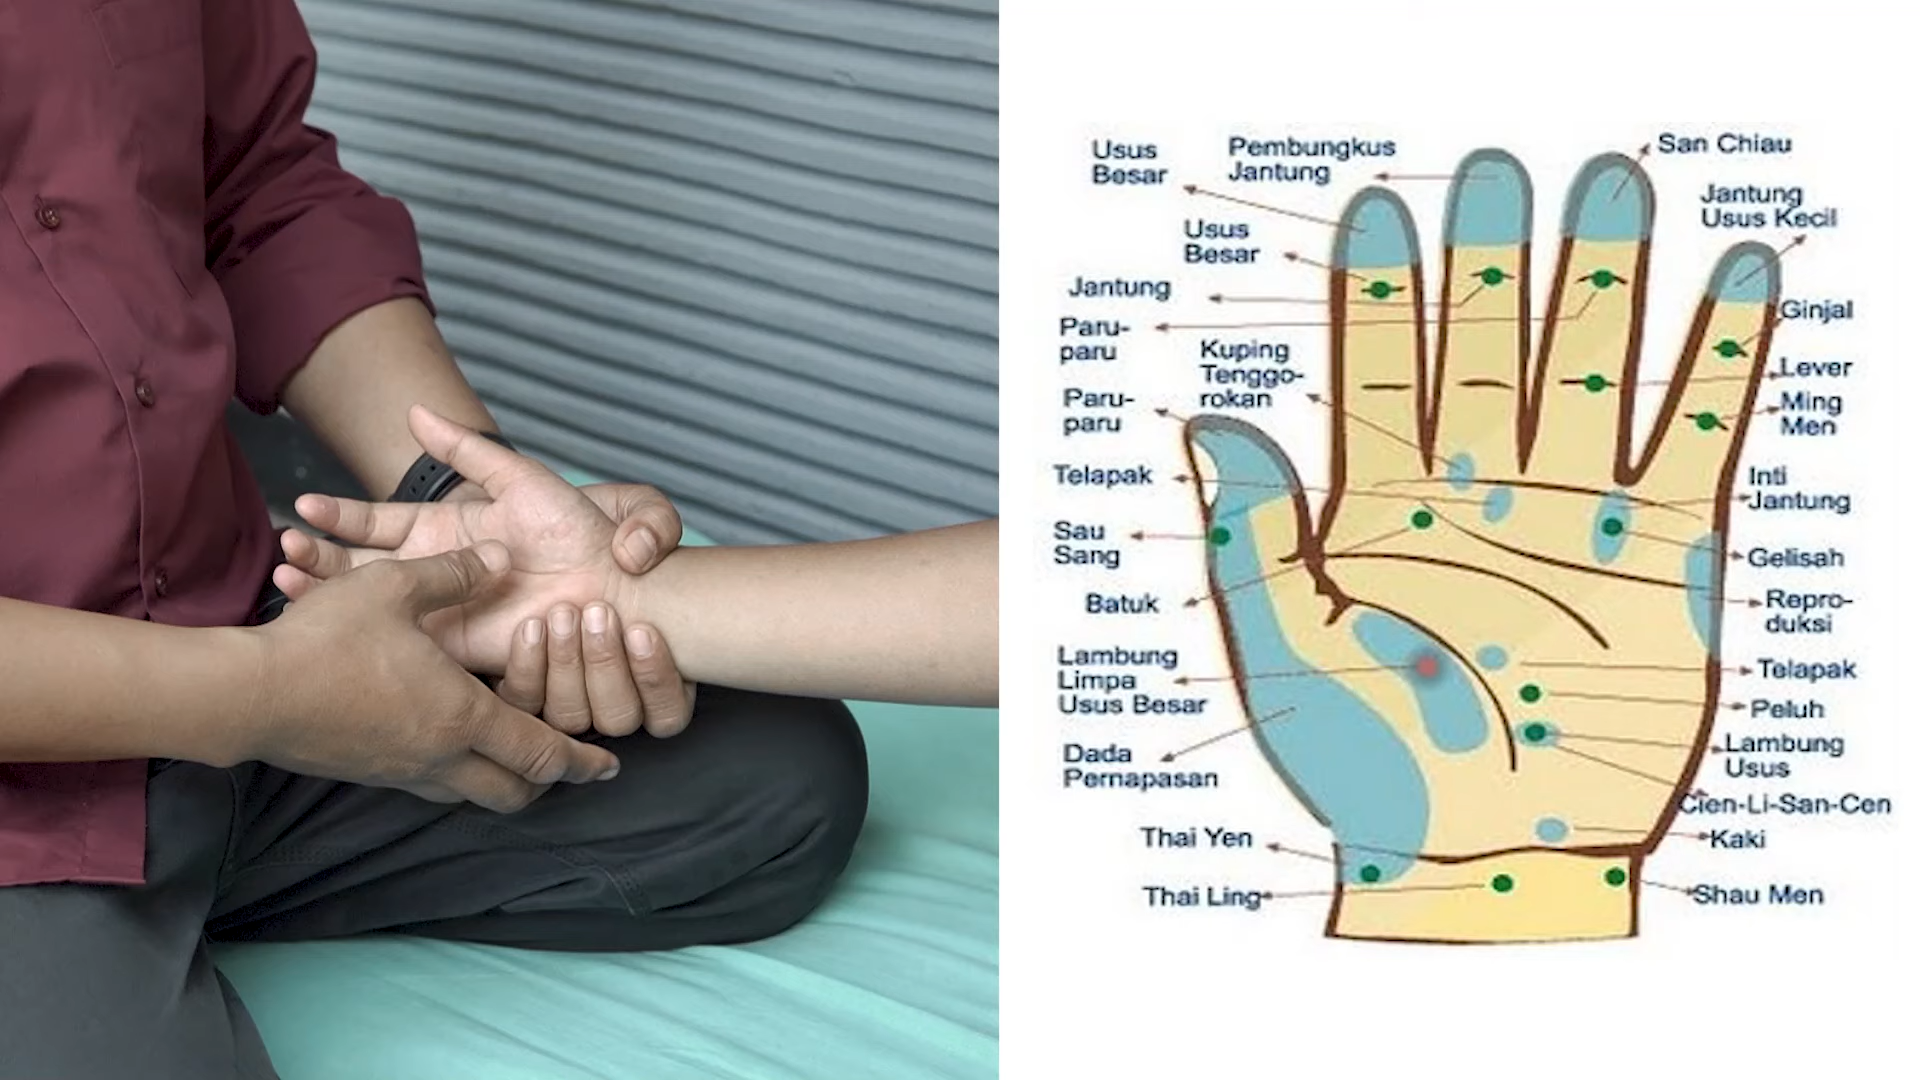 Usus
Besar
Pembungkus
Jantung
San Chiau
Jantung
Usus Kecil
Usus
Besar
Jantung
Paru-
paru
Kuping
Tenggo-
rokan
Ginjal
Lever
Ming
Men
Paru-
paru
Telapak
Inti
Jantung
Sau
Sang
Gelisah
Batuk
Repro-
duksi
Lambung
Limpa
Usus Besar
Telapak
Peluh
Dada
Pernapasan
Lambung
Usus
Cien-Li-San-Cen
Thai Yen
Kaki
Thai Ling
Shau Men